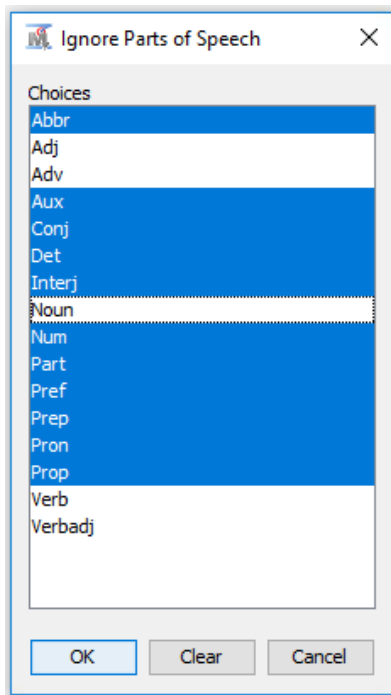 Ignore Parts of Speech
Choices
Abbr
Adj
Adv
Aux
Conj
Det
Interj
Noun
Num
Part
Pref
Prep
Pron
Prop
Verb
Verbadj
OK Clear Cancel